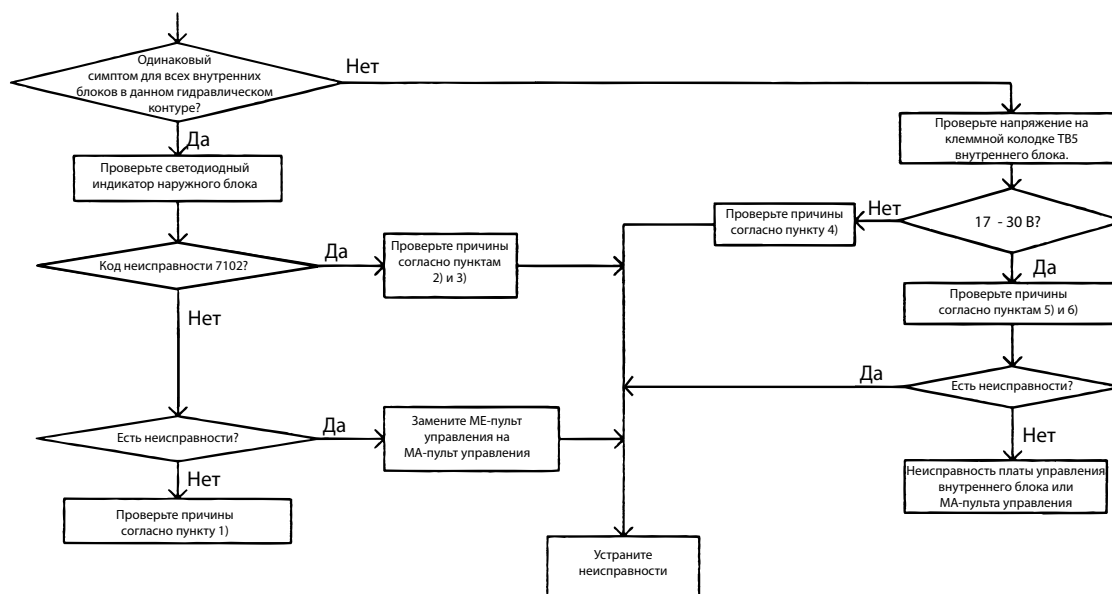 Одинаковый
симптом для всех внутренних
блоков в данном гидравлическом
контуре?
Нет
Да
Проверьте светодиодный
индикатор наружного блока
Код неисправности 7102?
Да
Проверьте причины
согласно пунктам
2) и 3)
Нет
Есть неисправности?
Да
Замените МЕ-пульт
управления на
МА-пульт управления
Нет
Проверьте причины
согласно пункту 1)
Проверьте напряжение на
клеммной колодке ТВ5
внутреннего блока.
17 - 30 В?
Нет
Проверьте причины
согласно пункту 4)
Да
Проверьте причины
согласно пунктам 5) и 6)
Есть неисправности?
Да
Нет
Неисправность платы управления
внутреннего блока или
МА-пульта управления
Устраните
неисправности